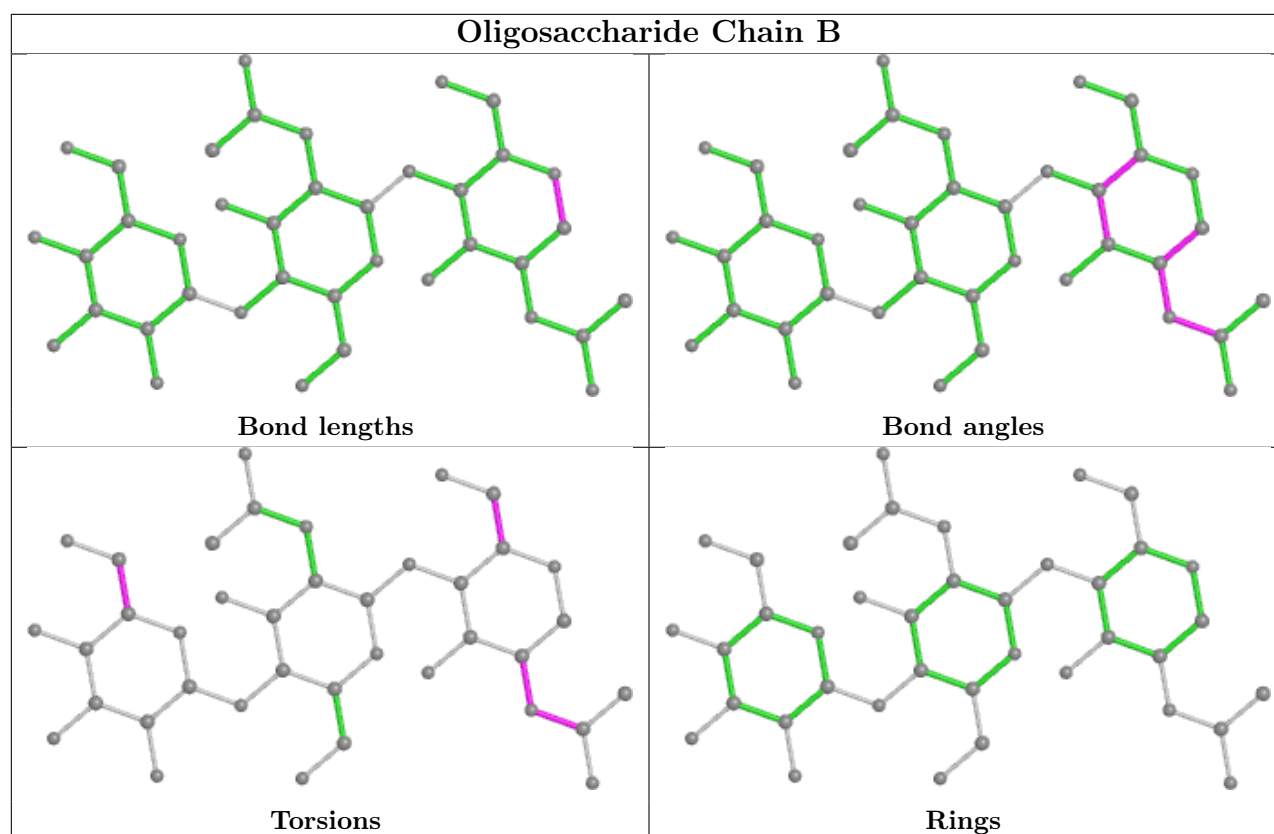 Oligosaccharide Chain B
Bond lengths
Bond angles
Torsions
Rings